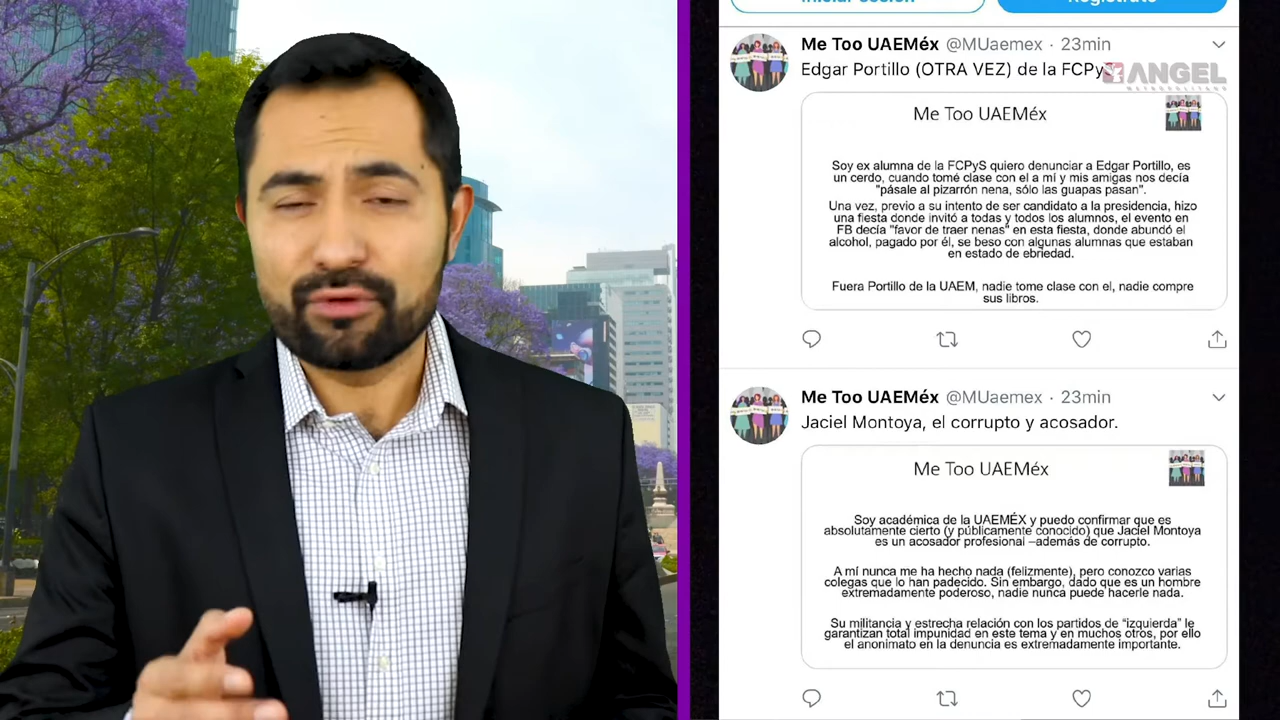 Iniciar sesión
Regístrate
Me Too UAEMéx @MUaemex · 23min
Edgar Portillo (OTRA VEZ) de la FCPyS
ANGEL
METROPOLITANO
Me Too UAEMéx
Soy ex alumna de la FCPyS quiero denunciar a Edgar Portillo, es
un cerdo, cuando tomé clase con el a mí y mis amigas nos decía
"pásale al pizarrón nena, sólo las guapas pasan".
Una vez, previo a su intento de ser candidato a la presidencia, hizo
una fiesta donde invitó a todas y todos los alumnos, el evento en
FB decía "favor de traer nenas" en esta fiesta, donde abundó el
alcohol, pagado por él, se beso con algunas alumnas que estaban
en estado de ebriedad.
Fuera Portillo de la UAEM, nadie tome clase con el, nadie compre
sus libros.
Me Too UAEMéx @MUaemex · 23min
Jaciel Montoya, el corrupto y acosador.
Me Too UAEMéx
Soy académica de la UAEMÉX y puedo confirmar que es
absolutamente cierto (y públicamente conocido) que Jaciel Montoya
es un acosador profesional –además de corrupto.
A mí nunca me ha hecho nada (felizmente), pero conozco varias
colegas que lo han padecido. Sin embargo, dado que es un hombre
extremadamente poderoso, nadie nunca puede hacerle nada.
Su militancia y estrecha relación con los partidos de “izquierda” le
garantizan total impunidad en este tema y en muchos otros, por ello
el anonimato en la denuncia es extremadamente importante.